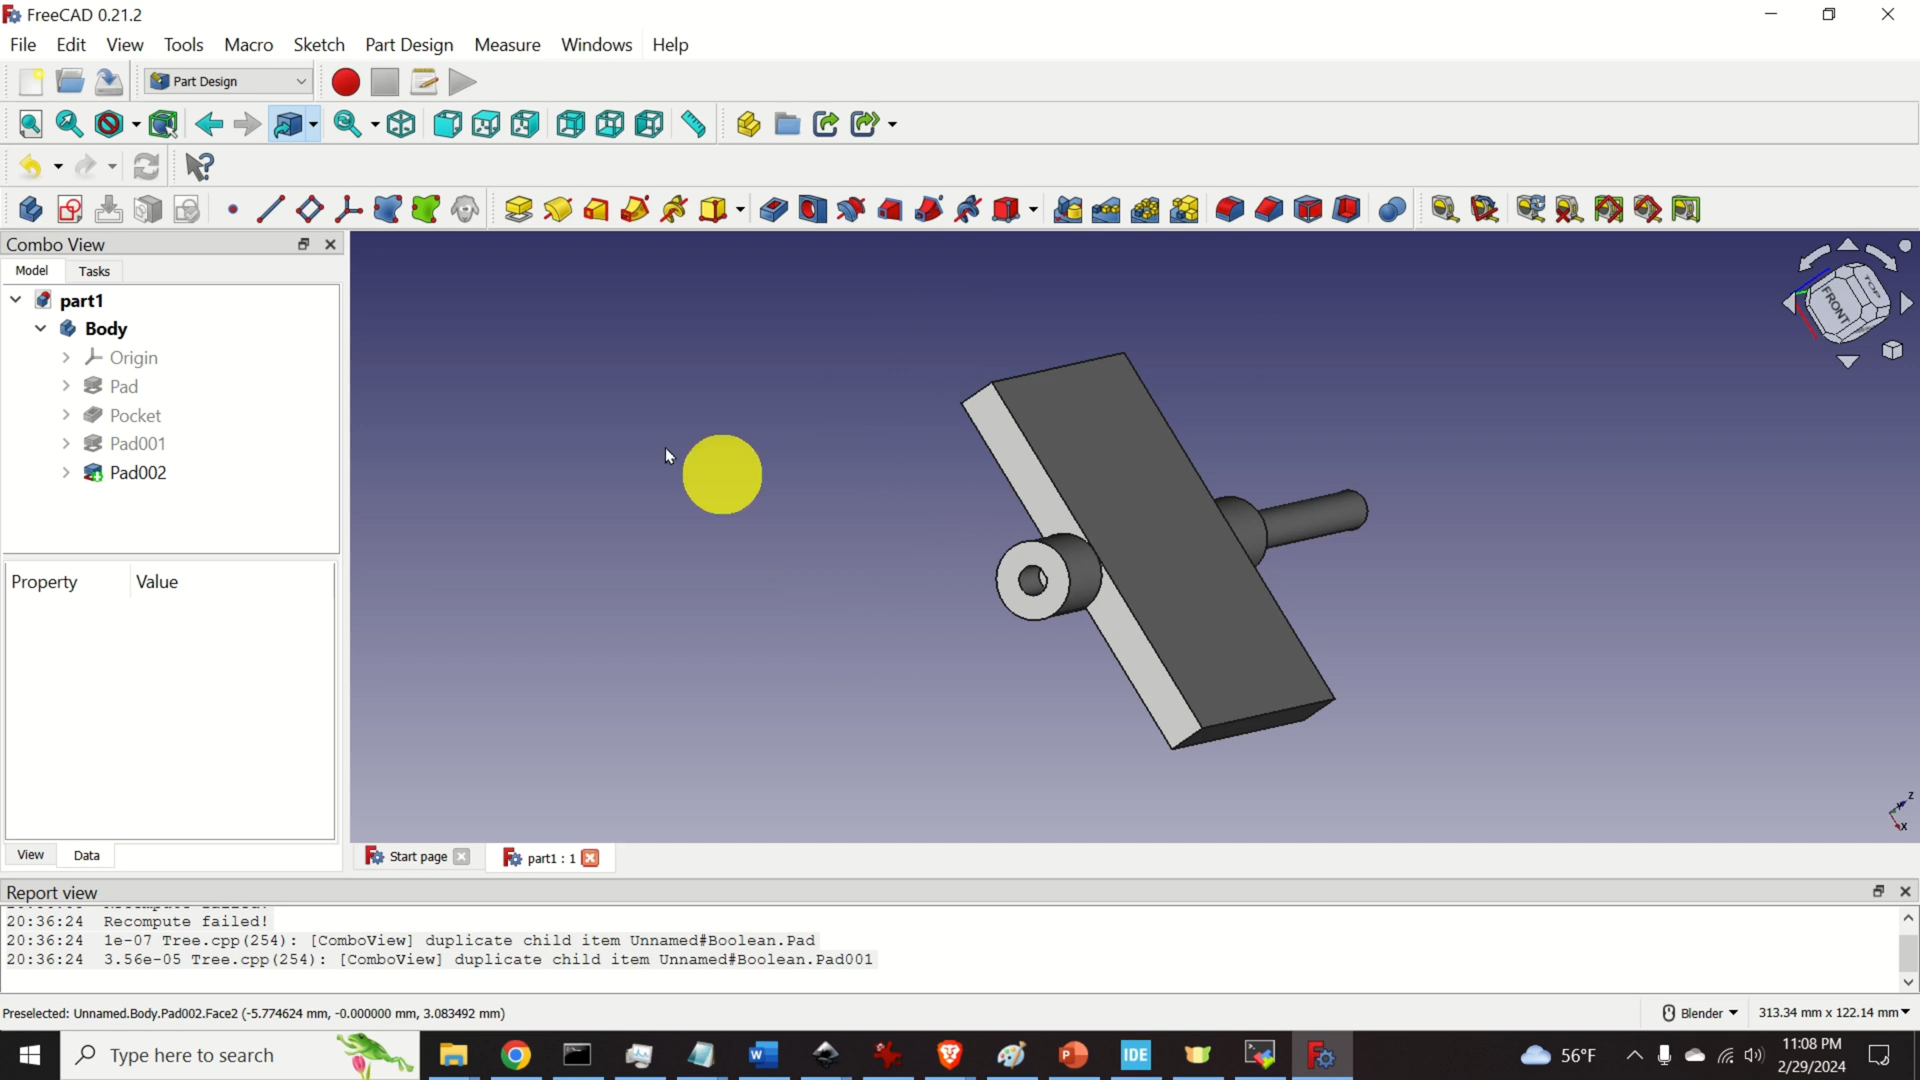 FreeCAD 0.21.2
File Edit View Tools Macro Sketch Part Design Measure Windows Help
Part Design
Combo View
Model Tasks
part1
Body
Origin
Pad
Pocket
Pad001
Pad002
FRONT
TOP
Property Value
Z
Y
X
View Data
Start page part1 : 1
Report view
20:36:24 Recompute failed!
20:36:24 1e-07 Tree.cpp(254): [ComboView] duplicate child item Unnamed#Boolean.Pad
20:36:24 3.56e-05 Tree.cpp(254): [ComboView] duplicate child item Unnamed#Boolean.Pad001
Preselected: Unnamed.Body.Pad002.Face2 (-5.774624 mm, -0.000000 mm, 3.083492 mm)
Blender 313.34 mm x 122.14 mm
Type here to search
W
P
IDE
56°F
11:08 PM
2/29/2024